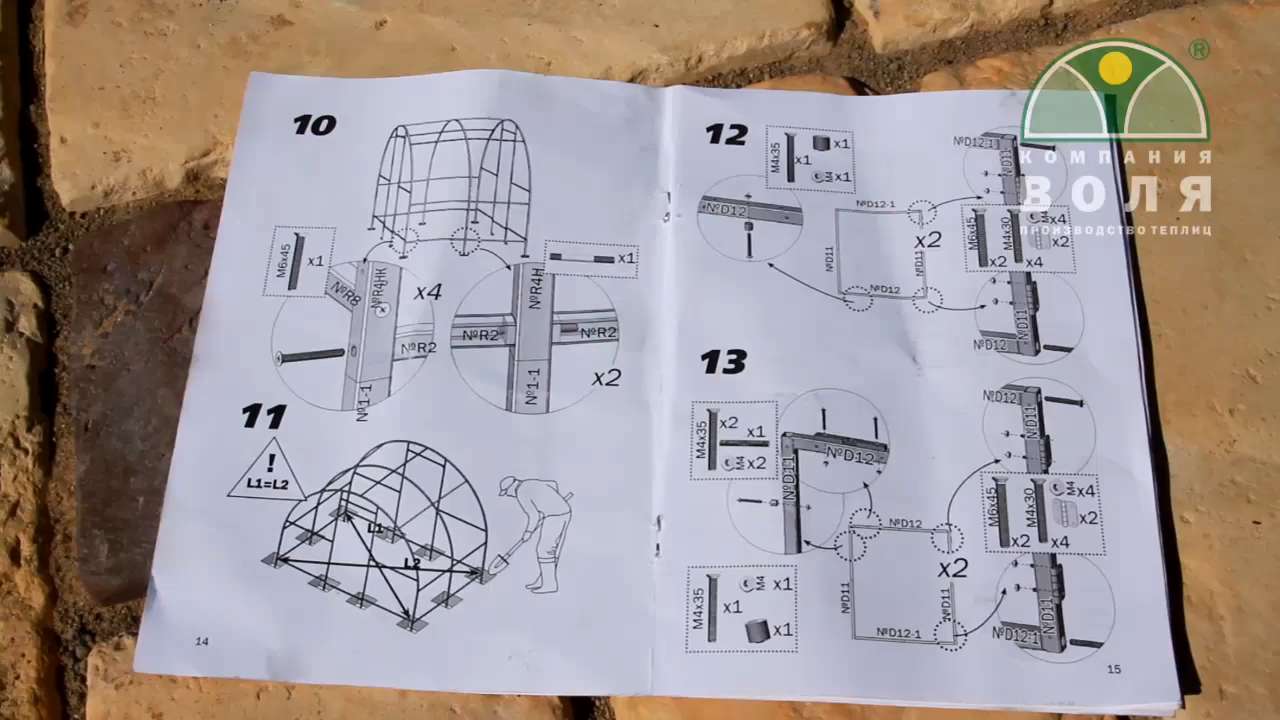 10
M6x45
x1
№R8
№R4HK
x4
№R2
№1-1
x1
№R4H
№R2
№R2
№1-1
x2
11
!
L1=L2
L1
L2
14
12
M4x35
x1
x1
M4
x1
№D12
№D12-1
№D11
№D11
№D12
x2
№D12-1
№D11
M6x45
x2
M4x30
x4
M4
x4
x2
№D11
№D12
13
M4x35
x2
x1
M4
x2
№D11
№D12
№D12
№D11
№D11
№D12-1
x2
M4x35
x1
M4
x1
x1
№D12
№D11
M6x45
x2
M4x30
x4
M4
x4
x2
№D11
№D12-1
15
®
КОМПАНИЯ
ВОЛЯ
ПРОИЗВОДСТВО ТЕПЛИЦ